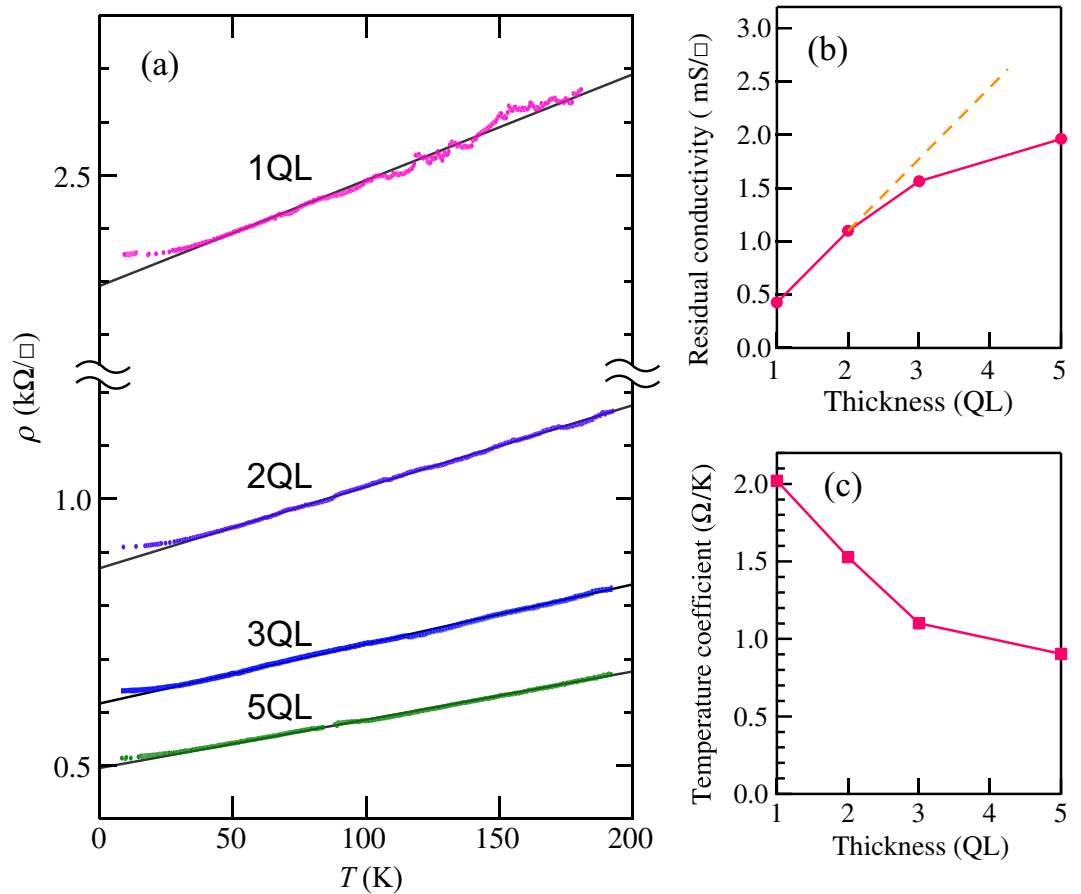 (a)
1QL
2QL
3QL
5QL
2.5
1.0
0.5
ρ (kΩ/□)
0 50 100 150 200
T (K)
(b)
3.0
2.5
2.0
1.5
1.0
0.5
0.0
Residual conductivity ( mS/□)
1 2 3 4 5
Thickness (QL)
(c)
2.0
1.5
1.0
0.5
0.0
Temperature coefficient (Ω/K)
1 2 3 4 5
Thickness (QL)